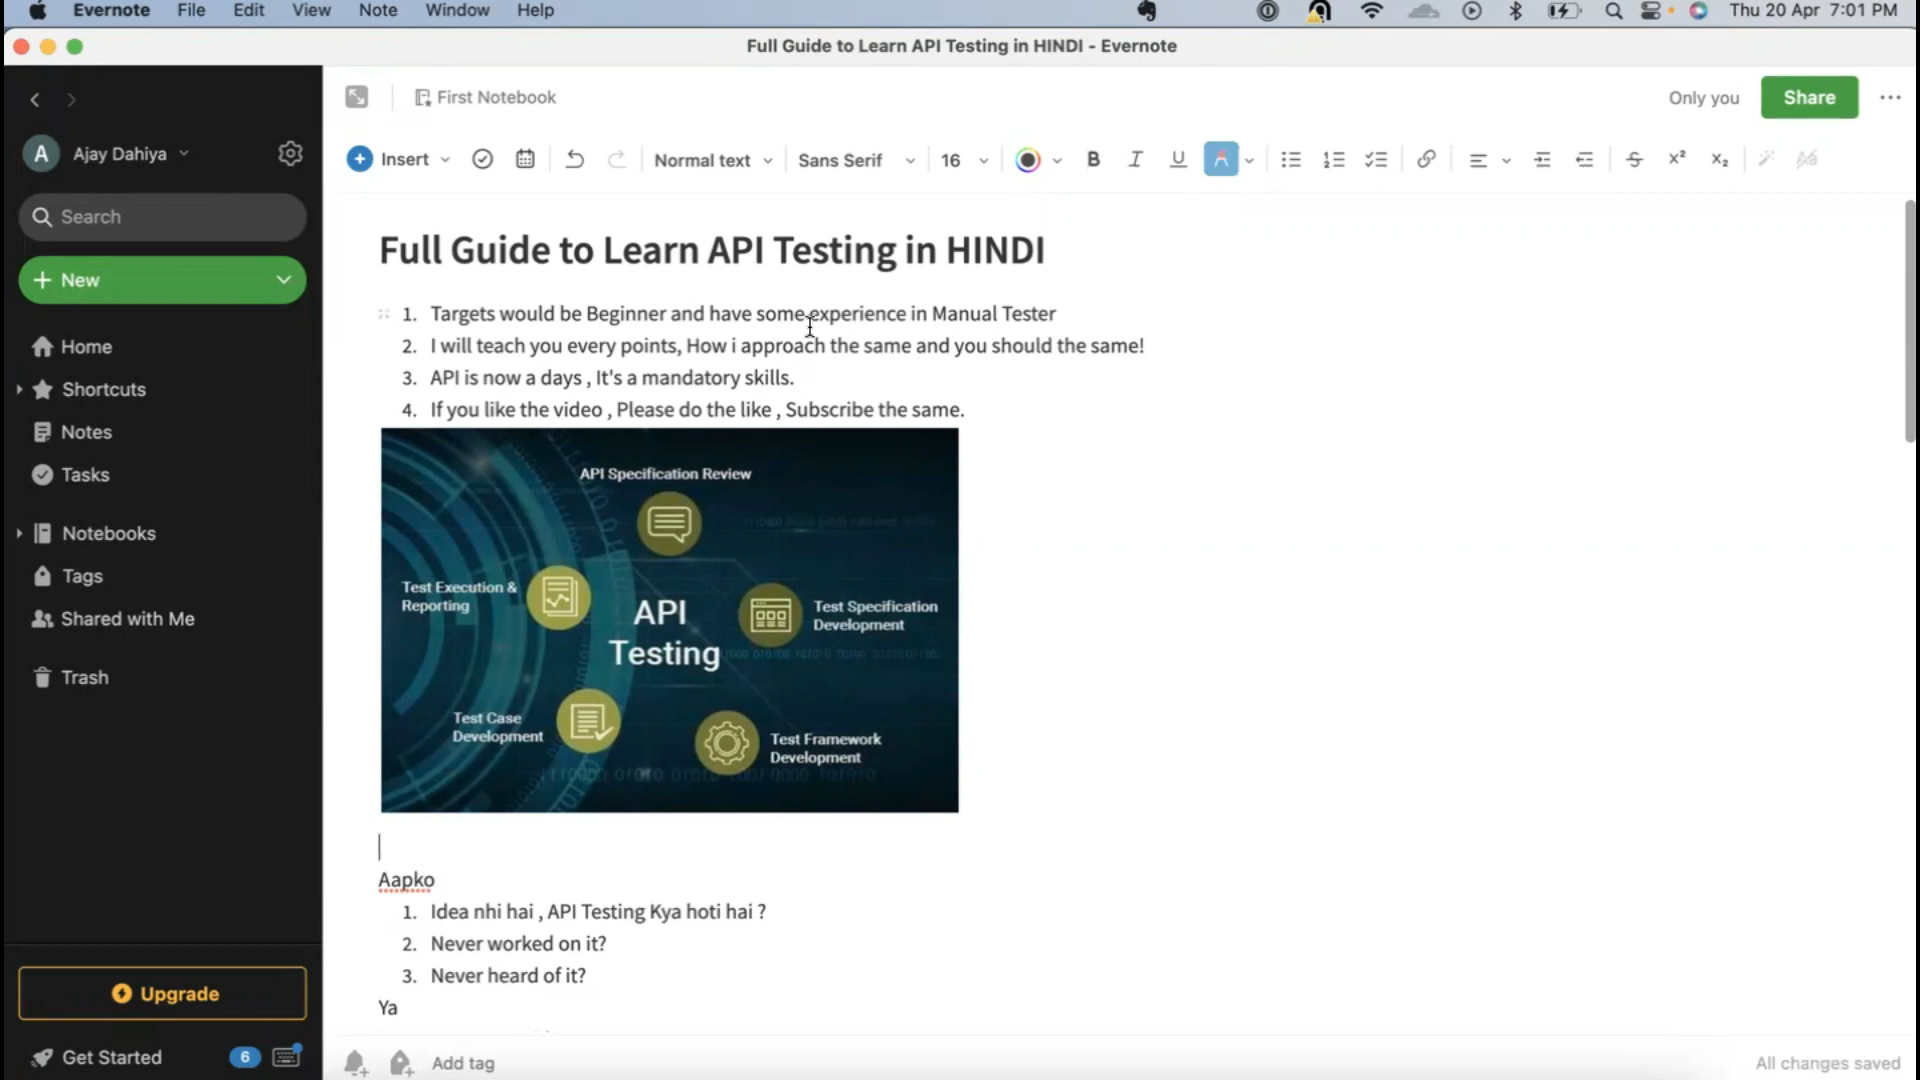 Evernote File Edit View Note Window Help Thu 20 Apr 7:01 PM
Full Guide to Learn API Testing in HINDI - Evernote
First Notebook
Only you
Share
A
Ajay Dahiya
Insert
Normal text
Sans Serif
16
B I U A
x²
x₂
Search
New
Home
Shortcuts
Notes
Tasks
Notebooks
Tags
Shared with Me
Trash
Upgrade
Get Started
6
Full Guide to Learn API Testing in HINDI
1. Targets would be Beginner and have some experience in Manual Tester
2. I will teach you every points, How i approach the same and you should the same!
3. API is now a days , It's a mandatory skills.
4. If you like the video , Please do the like , Subscribe the same.
API Specification Review
Test Execution &
Reporting
API
Testing
Test Specification
Development
Test Case
Development
Test Framework
Development
Aapko
1. Idea nhi hai , API Testing Kya hoti hai ?
2. Never worked on it?
3. Never heard of it?
Ya
Add tag
All changes saved